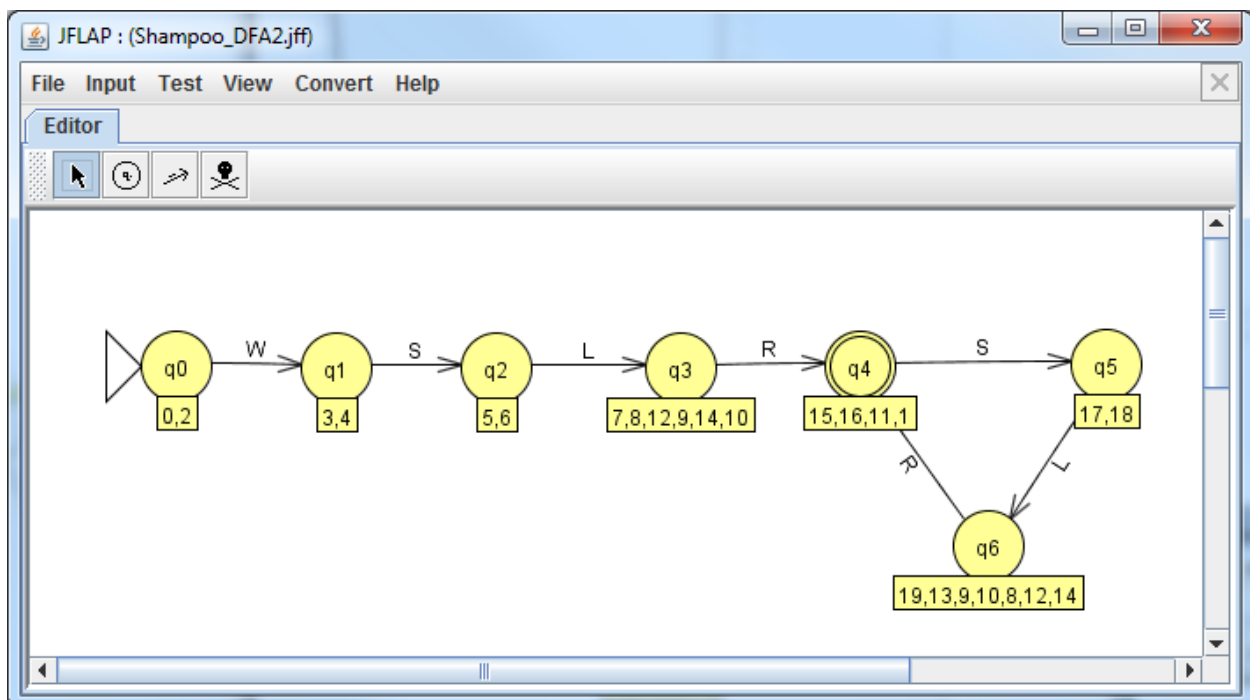 JFLAP : (Shampoo_DFA2.jff)
File Input Test View Convert Help
Editor
q
W S L R S
q0 q1 q2 q3 q4 q5
0,2 3,4 5,6 7,8,12,9,14,10 15,16,11,1 17,18
R L
q6
19,13,9,10,8,12,14